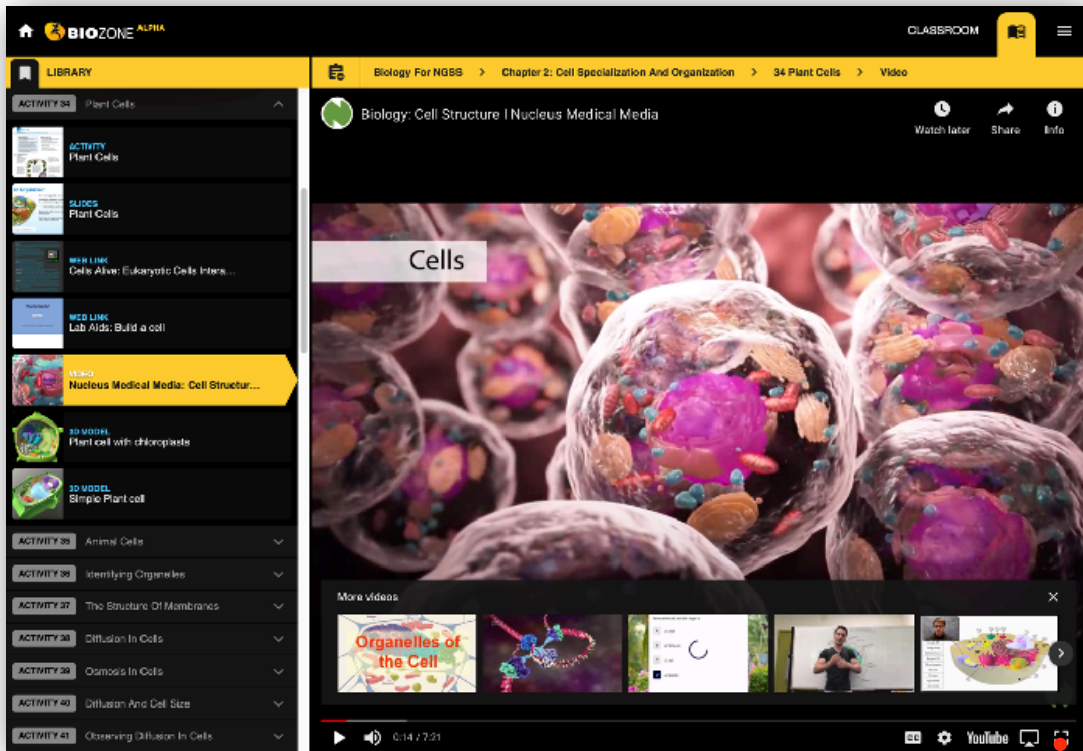 BIOZONE ALPHA
CLASSROOM
LIBRARY
Biology For NGSS > Chapter 2: Cell Specialization And Organization > 34 Plant Cells > Video
ACTIVITY 34 Plant Cells
ACTIVITY
Plant Cells
SLIDES
Plant Cells
WEB LINK
Cells Alive: Eukaryotic Cells Intera...
WEB LINK
Lab Aids: Build a cell
VIDEO
Nucleus Medical Media: Cell Structur...
3D MODEL
Plant cell with chloroplasts
3D MODEL
Simple Plant cell
ACTIVITY 35 Animal Cells
ACTIVITY 36 Identifying Organelles
ACTIVITY 37 The Structure Of Membranes
ACTIVITY 38 Diffusion In Cells
ACTIVITY 39 Osmosis In Cells
ACTIVITY 40 Diffusion And Cell Size
ACTIVITY 41 Observing Diffusion In Cells
Biology: Cell Structure I Nucleus Medical Media
Watch later
Share
Info
Cells
More videos
Organelles of
the Cell
0:14 / 7:21
CC
YouTube